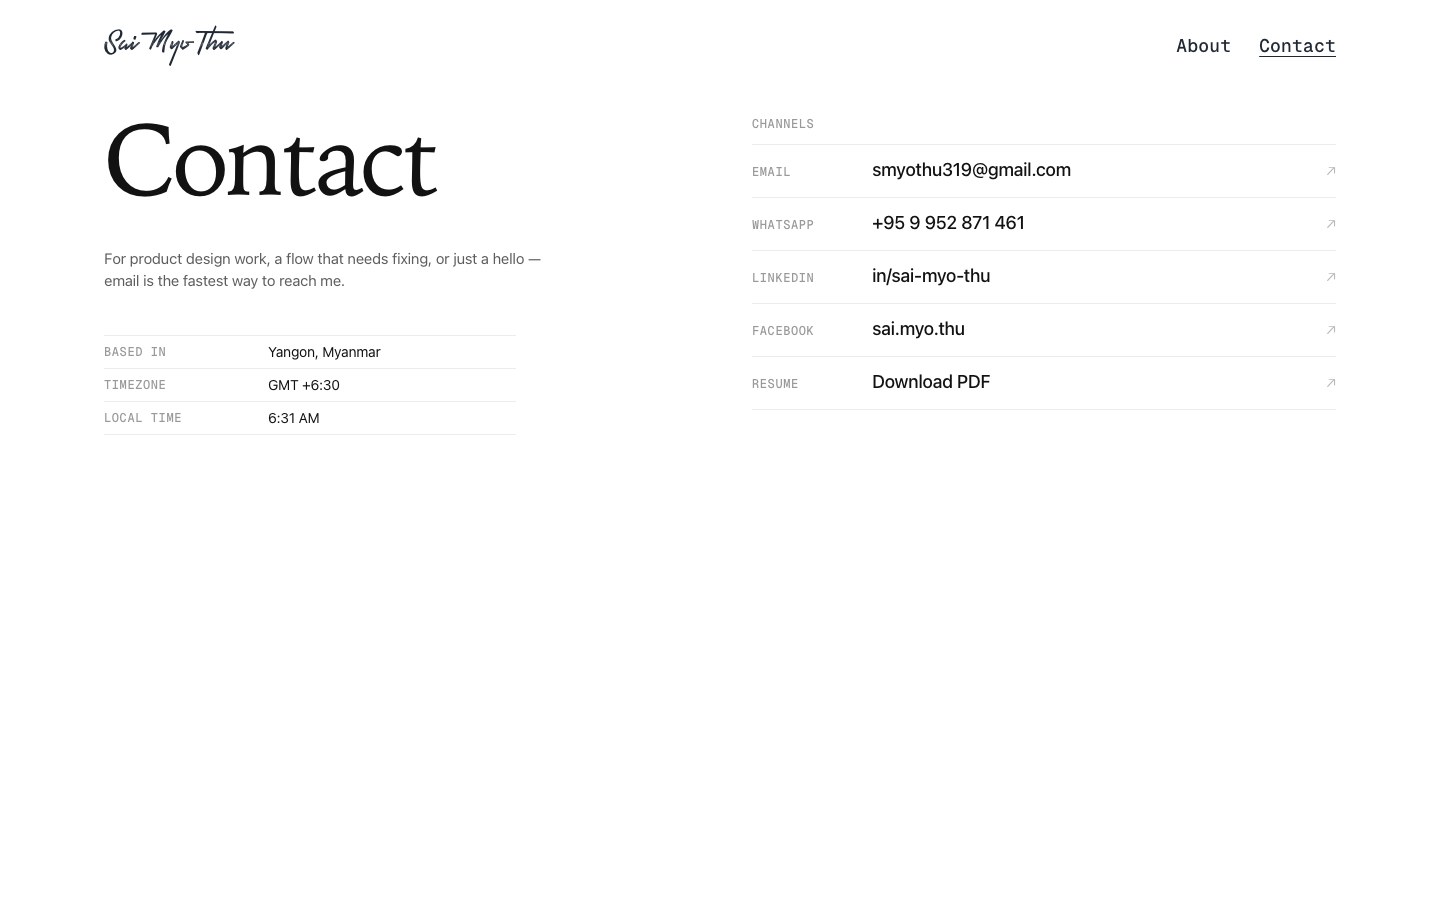 Sai Myo Thu
About
Contact
Contact
For product design work, a flow that needs fixing, or just a hello —
email is the fastest way to reach me.
BASED IN Yangon, Myanmar
TIMEZONE GMT +6:30
LOCAL TIME 6:31 AM
CHANNELS
EMAIL smyothu319@gmail.com ↗
WHATSAPP +95 9 952 871 461 ↗
LINKEDIN in/sai-myo-thu ↗
FACEBOOK sai.myo.thu ↗
RESUME Download PDF ↗